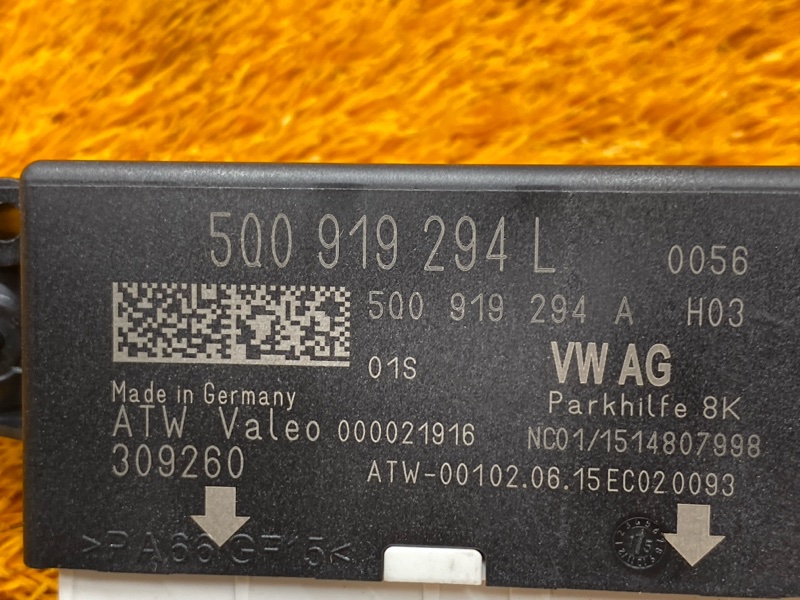 5Q0 919 294 L 0056
5Q0 919 294 A H03
01S VW AG
Made in Germany Parkhilfe 8K
ATW Valeo 000021916 NC01/1514807998
309260 ATW-00102.06.15EC020093
>PA66 GF15<
15